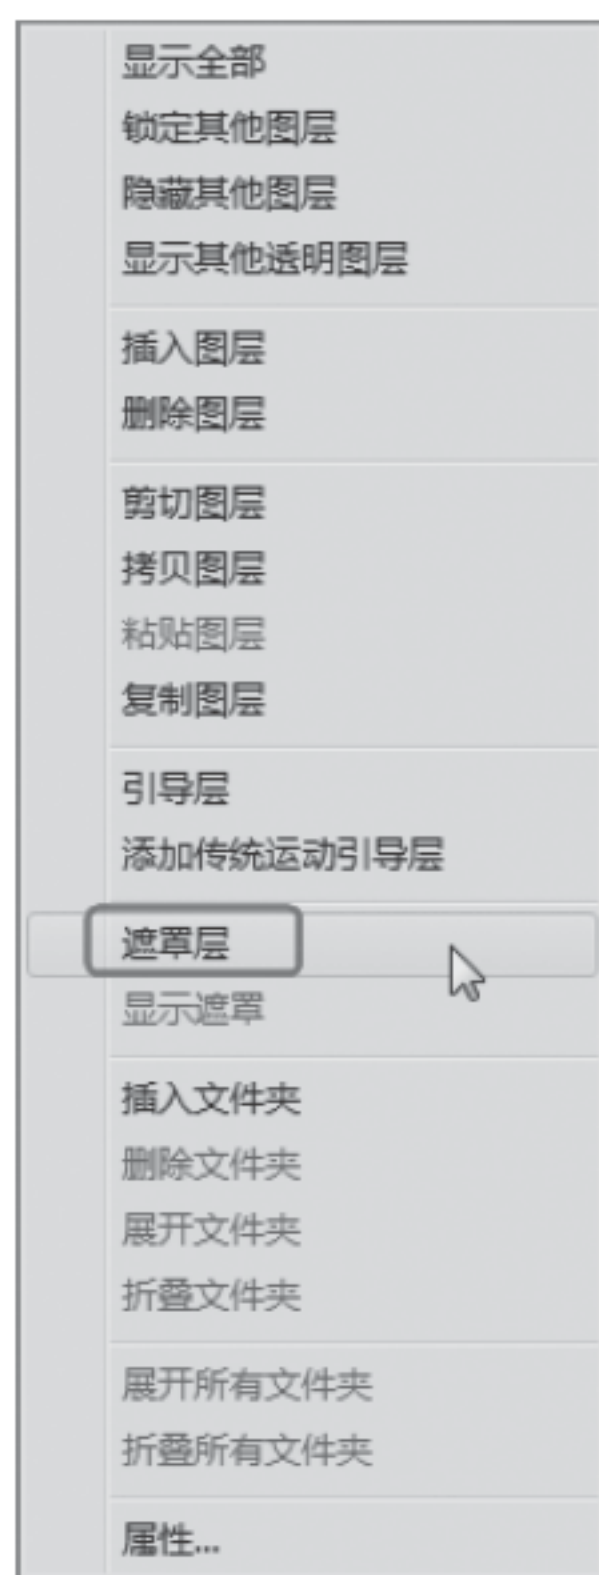 显示全部
锁定其他图层
隐藏其他图层
显示其他透明图层
插入图层
删除图层
剪切图层
拷贝图层
粘贴图层
复制图层
引导层
添加传统运动引导层
遮罩层
显示遮罩
插入文件夹
删除文件夹
展开文件夹
折叠文件夹
展开所有文件夹
折叠所有文件夹
属性...